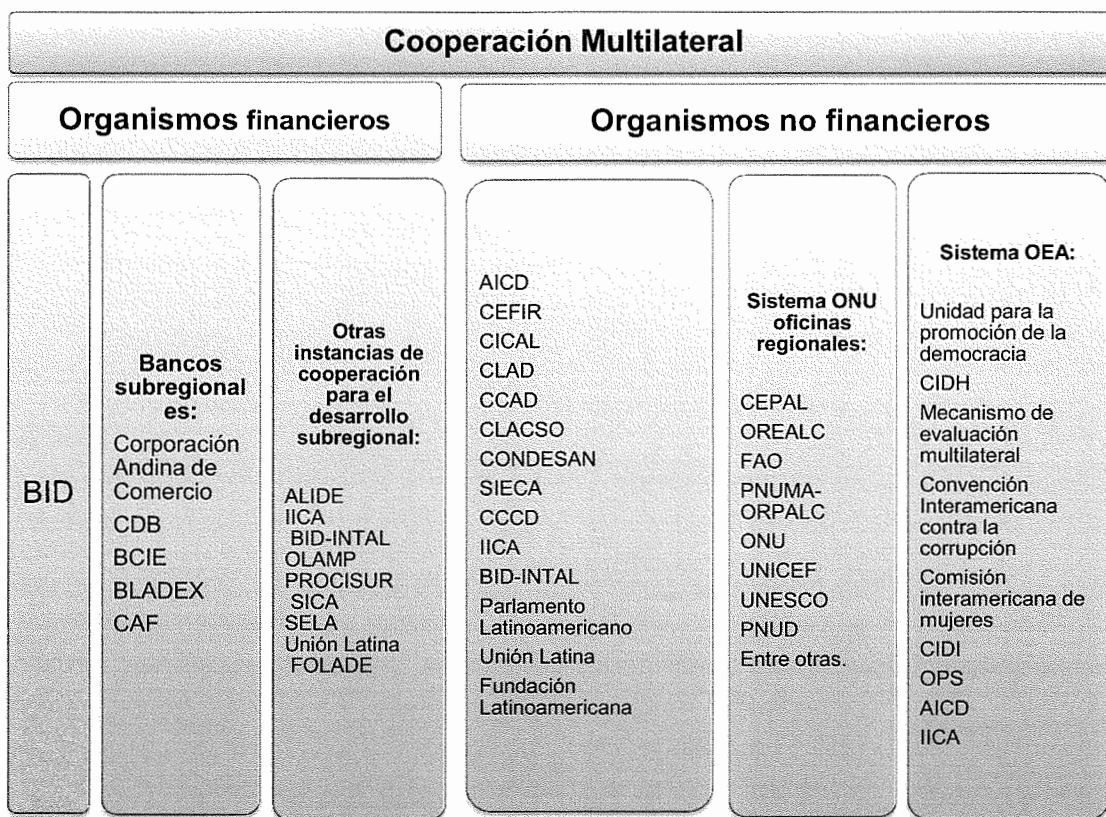 Cooperación Multilateral
Organismos financieros
Organismos no financieros
BID
Bancos
subregional
es:
Corporación
Andina de
Comercio
CDB
BCIE
BLADEX
CAF
Otras
instancias de
cooperación
para el
desarrollo
subregional:
ALIDE
IICA
BID-INTAL
OLAMP
PROCISUR
SICA
SELA
Unión Latina
FOLADE
AICD
CEFIR
CICAL
CLAD
CCAD
CLACSO
CONDESAN
SIECA
CCCD
IICA
BID-INTAL
Parlamento
Latinoamericano
Unión Latina
Fundación
Latinoamericana
Sistema ONU
oficinas
regionales:
CEPAL
OREALC
FAO
PNUMA-
ORPALC
ONU
UNICEF
UNESCO
PNUD
Entre otras.
Sistema OEA:
Unidad para la
promoción de la
democracia
CIDH
Mecanismo de
evaluación
multilateral
Convención
Interamericana
contra la
corrupción
Comisión
interamericana de
mujeres
CIDI
OPS
AICD
IICA